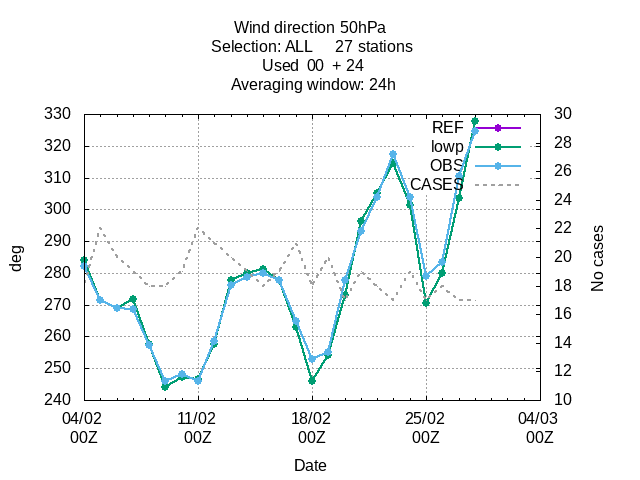 Wind direction 50hPa
Selection: ALL 27 stations
Used 00 + 24
Averaging window: 24h
330
320
310
300
290
280
270
260
250
240
deg
30
28
26
24
22
20
18
16
14
12
10
No cases
REF
lowp
OBS
CASES
04/02 11/02 18/02 25/02 04/03
00Z 00Z 00Z 00Z 00Z
Date